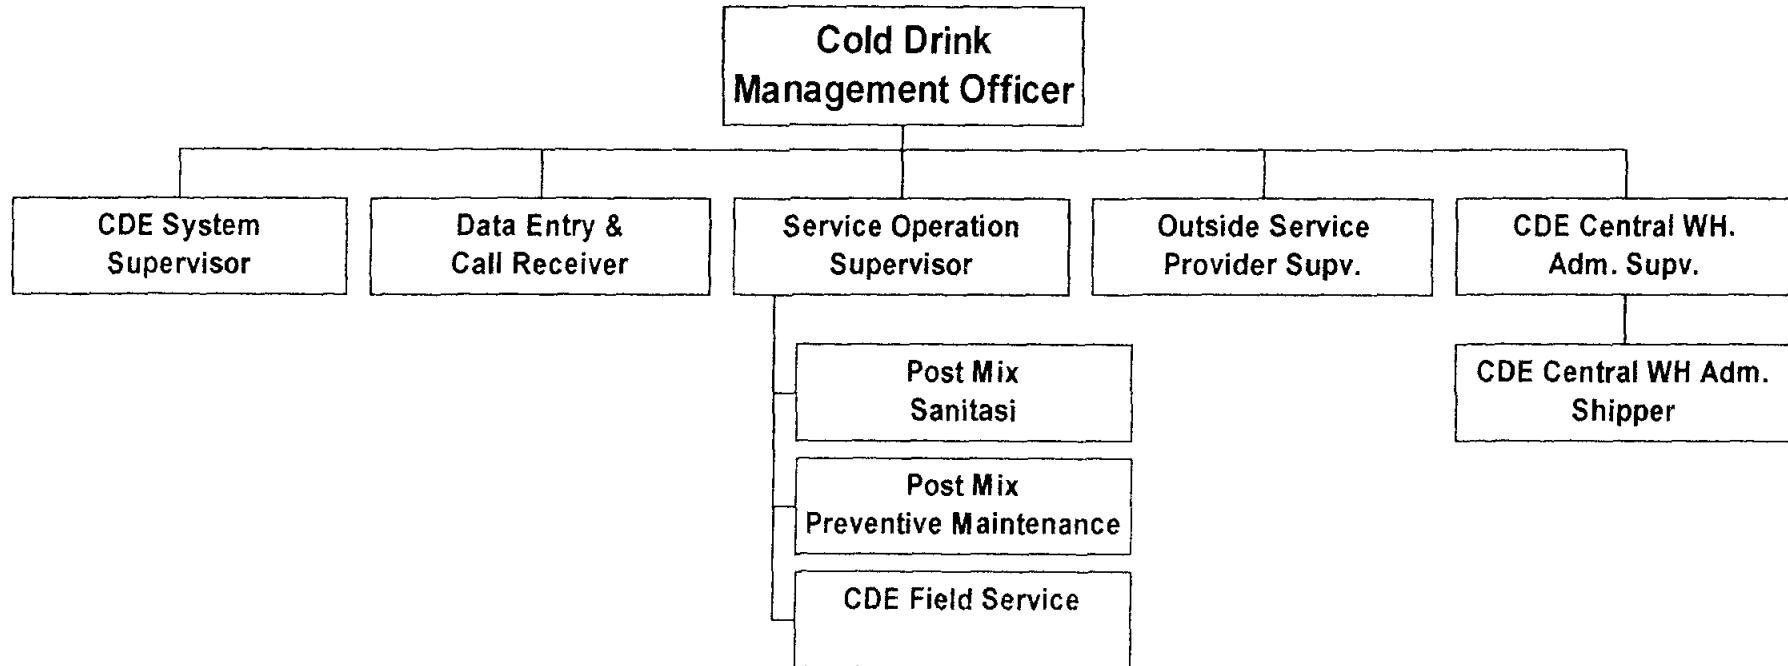 Cold Drink
Management Officer
CDE System
Supervisor
Data Entry &
Call Receiver
Service Operation
Supervisor
Outside Service
Provider Supv.
CDE Central WH.
Adm. Supv.
Post Mix
Sanitasi
CDE Central WH Adm.
Shipper
Post Mix
Preventive Maintenance
CDE Field Service